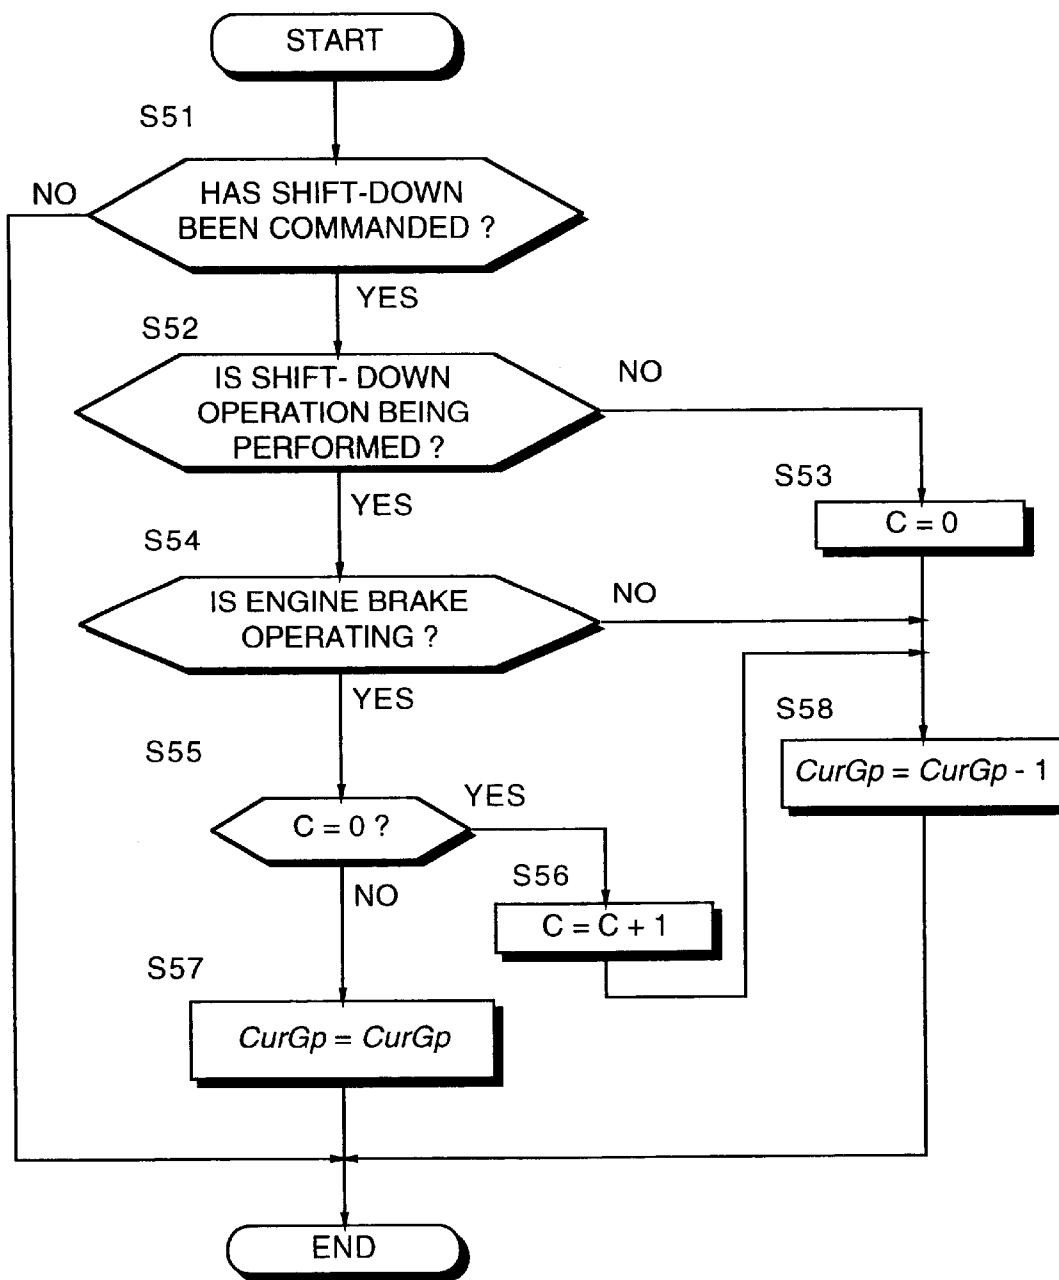 START
S51
NO
HAS SHIFT-DOWN
BEEN COMMANDED ?
YES
S52
IS SHIFT- DOWN
OPERATION BEING
PERFORMED ?
NO
YES
S53
C = 0
S54
IS ENGINE BRAKE
OPERATING ?
NO
YES
S55
C = 0 ?
YES
NO
S56
C = C + 1
S58
CurGp = CurGp - 1
S57
CurGp = CurGp
END